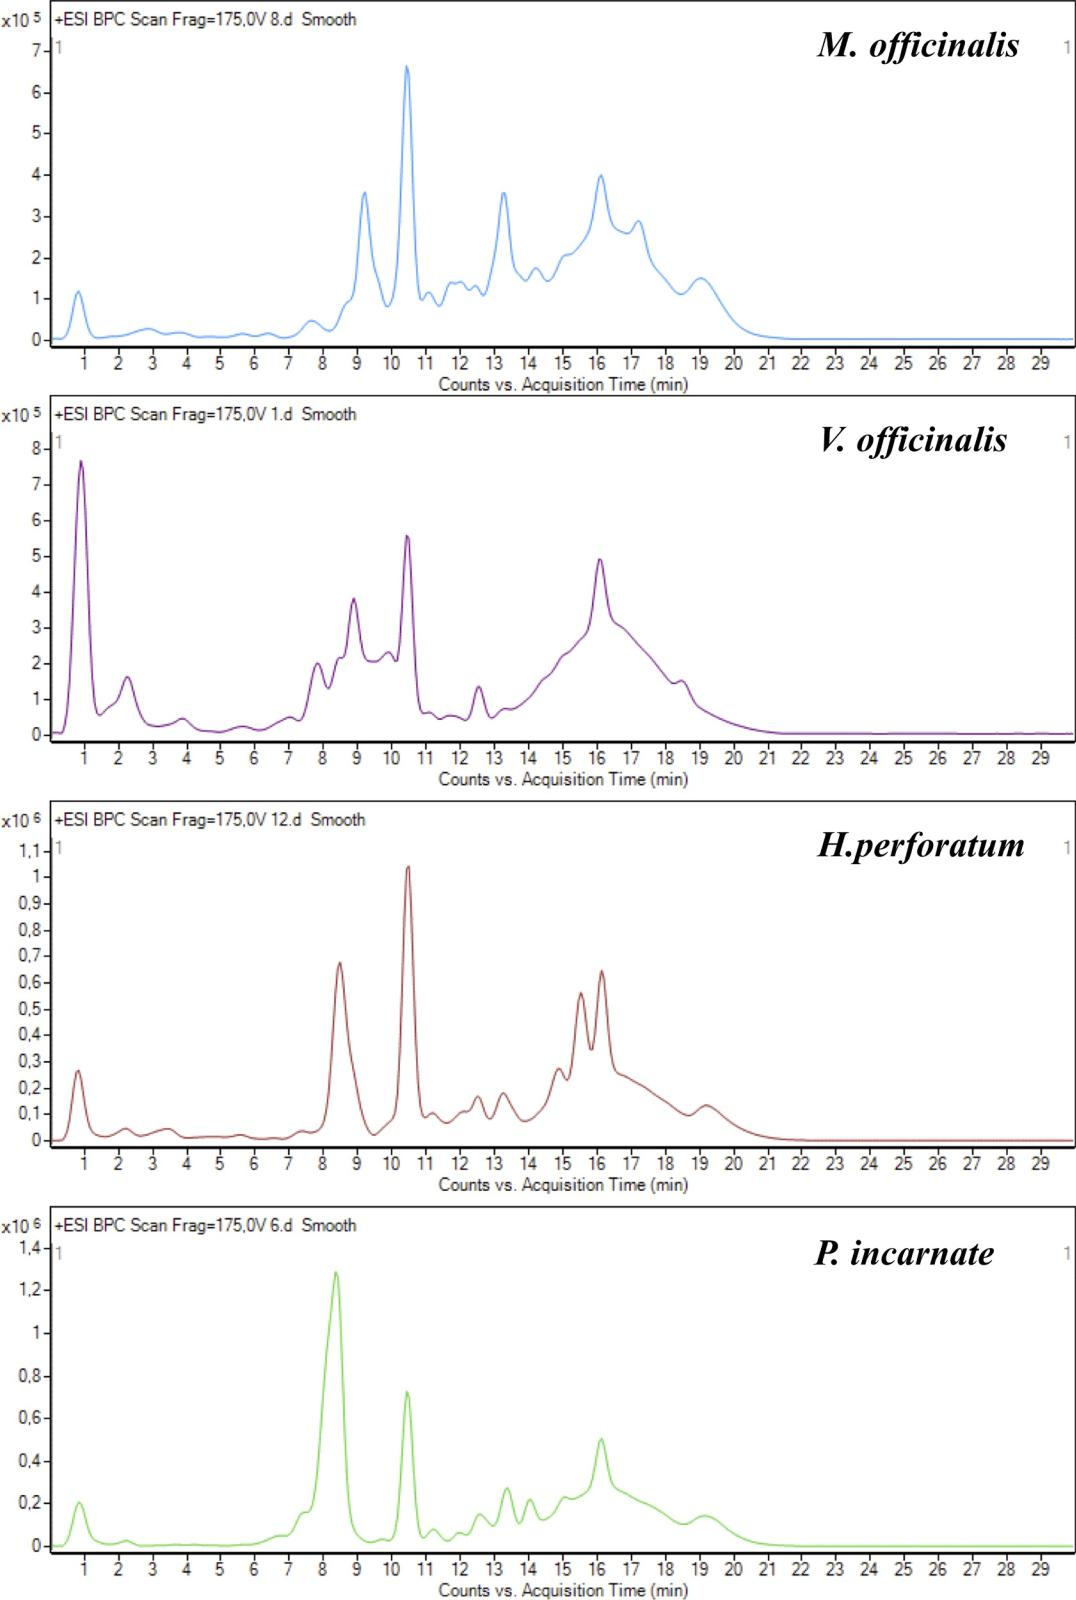 x10 5 +ESI BPC Scan Frag=175,0V 8.d Smooth
M. officinalis
1 1
7
6
5
4
3
2
1
0
1 2 3 4 5 6 7 8 9 10 11 12 13 14 15 16 17 18 19 20 21 22 23 24 25 26 27 28 29
Counts vs. Acquisition Time (min)
x10 5 +ESI BPC Scan Frag=175,0V 1.d Smooth
V. officinalis
1 1
8
7
6
5
4
3
2
1
0
1 2 3 4 5 6 7 8 9 10 11 12 13 14 15 16 17 18 19 20 21 22 23 24 25 26 27 28 29
Counts vs. Acquisition Time (min)
x10 6 +ESI BPC Scan Frag=175,0V 12.d Smooth
H.perforatum
1,1 1 1
1
0,9
0,8
0,7
0,6
0,5
0,4
0,3
0,2
0,1
0
1 2 3 4 5 6 7 8 9 10 11 12 13 14 15 16 17 18 19 20 21 22 23 24 25 26 27 28 29
Counts vs. Acquisition Time (min)
x10 6 +ESI BPC Scan Frag=175,0V 6.d Smooth
P. incarnate
1,4 1 1
1,2
1
0,8
0,6
0,4
0,2
0
1 2 3 4 5 6 7 8 9 10 11 12 13 14 15 16 17 18 19 20 21 22 23 24 25 26 27 28 29
Counts vs. Acquisition Time (min)